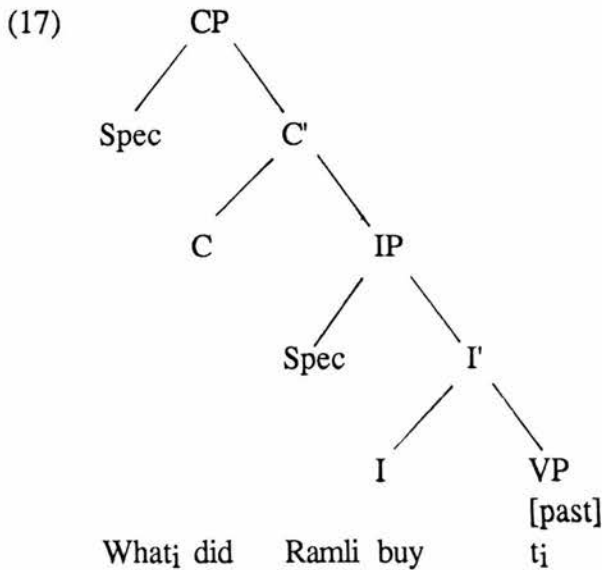 (17) CP
Spec C'
C IP
Spec I'
I VP
[past]
Whati did Ramli buy ti